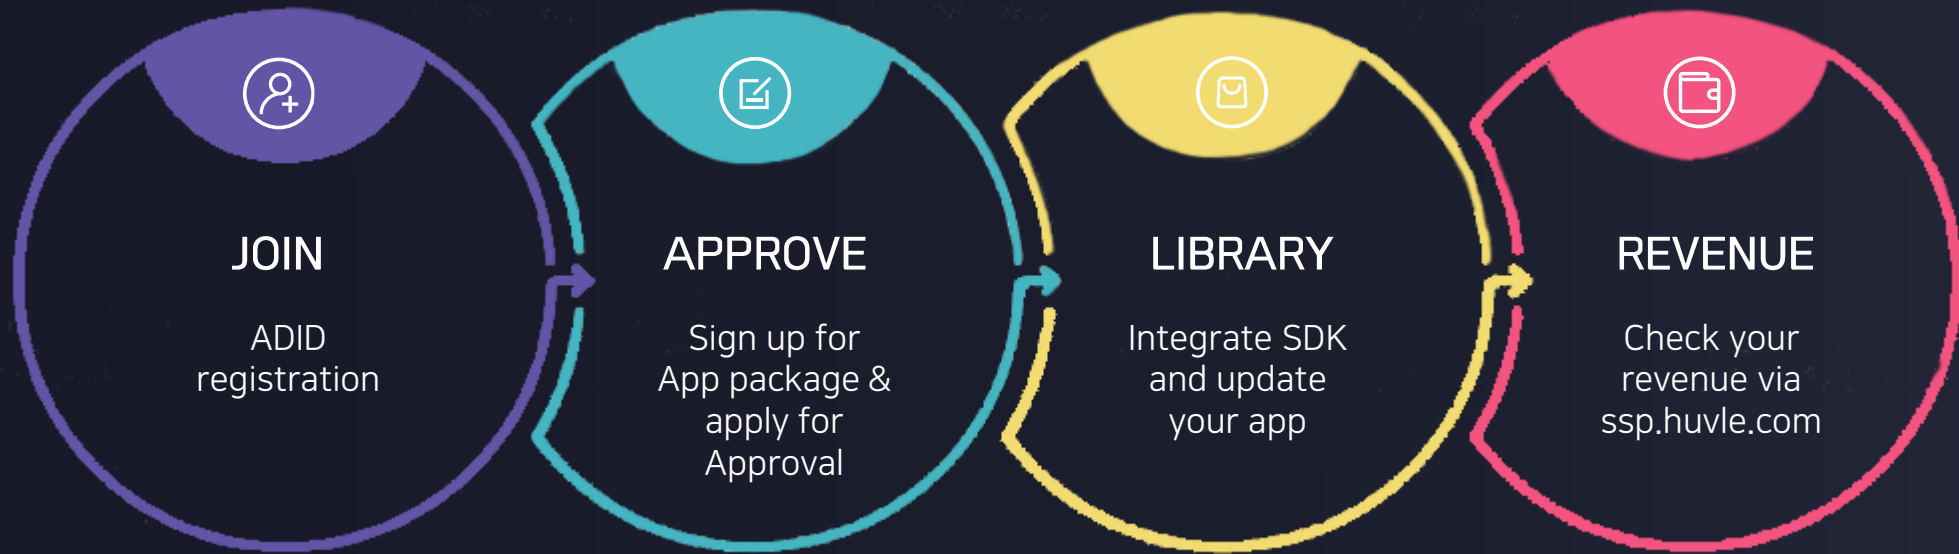 JOIN
ADID
registration
APPROVE
Sign up for
App package &
apply for
Approval
LIBRARY
Integrate SDK
and update
your app
REVENUE
Check your
revenue via
ssp.huvle.com